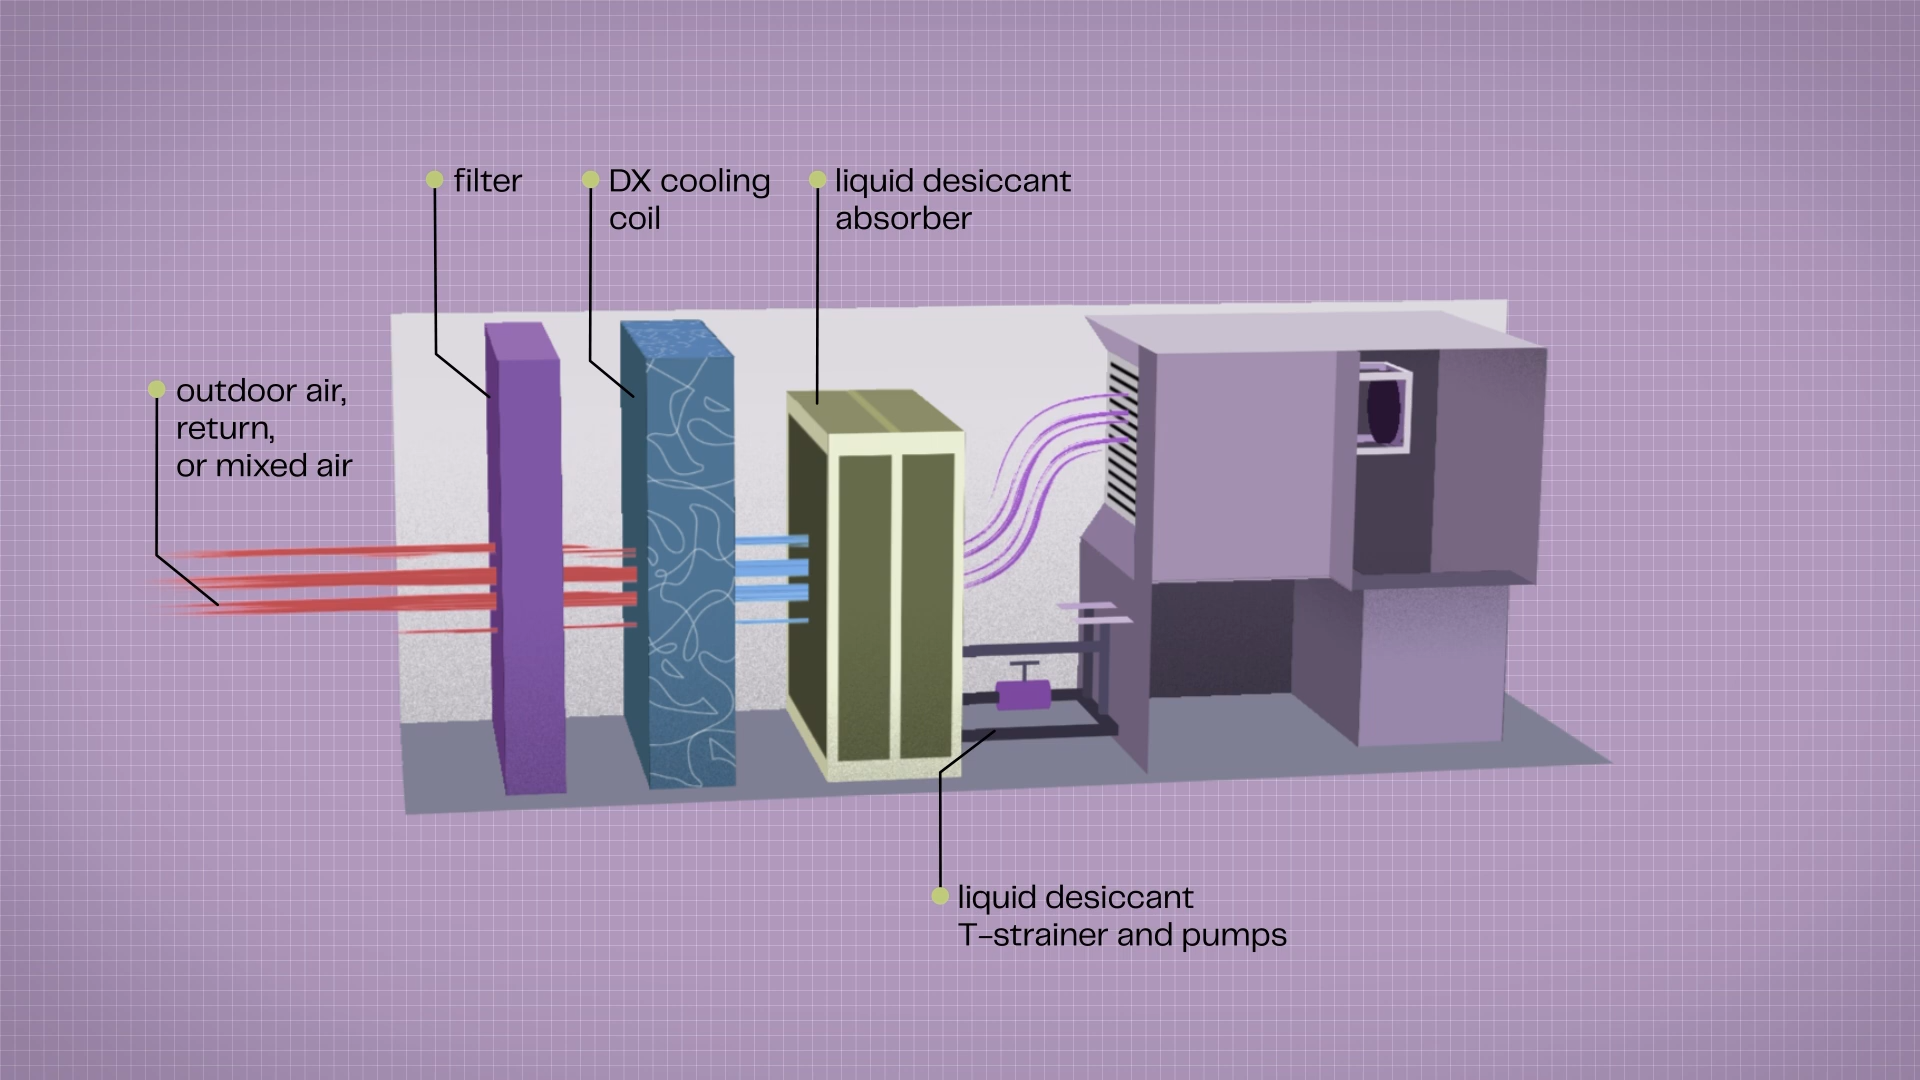 filter
DX cooling
coil
liquid desiccant
absorber
outdoor air,
return,
or mixed air
liquid desiccant
T-strainer and pumps